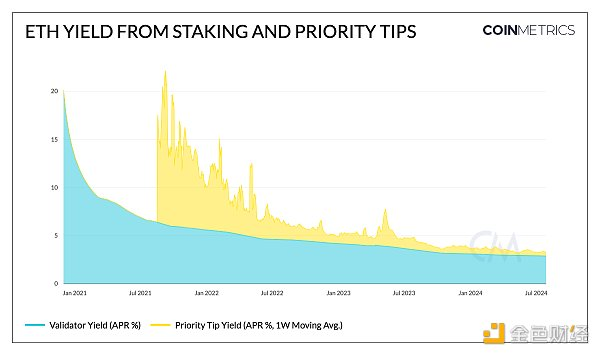 ETH YIELD FROM STAKING AND PRIORITY TIPS
COINMETRICS
20
15
10
5
0
Jan 2021
Jul 2021
Jan 2022
Jul 2022
Jan 2023
Jul 2023
Jan 2024
Jul 2024
CM
Validator Yield (APR %)
Priority Tip Yield (APR %, 1W Moving Avg.)
金色财经